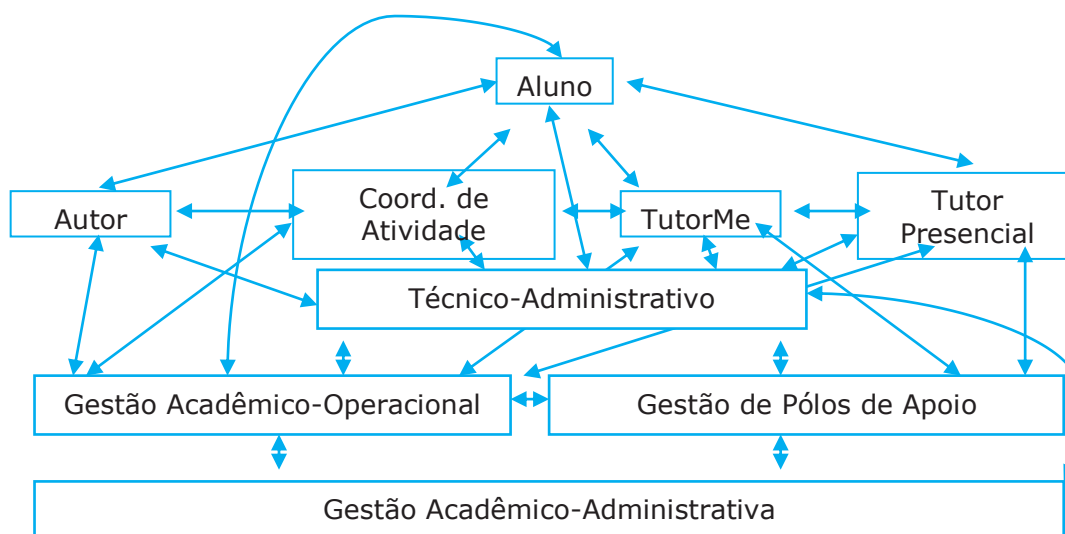 Aluno
Autor
Coord. de
Atividade
TutorMe
Tutor
Presencial
Técnico-Administrativo
Gestão Acadêmico-Operacional
Gestão de Pólos de Apoio
Gestão Acadêmico-Administrativa